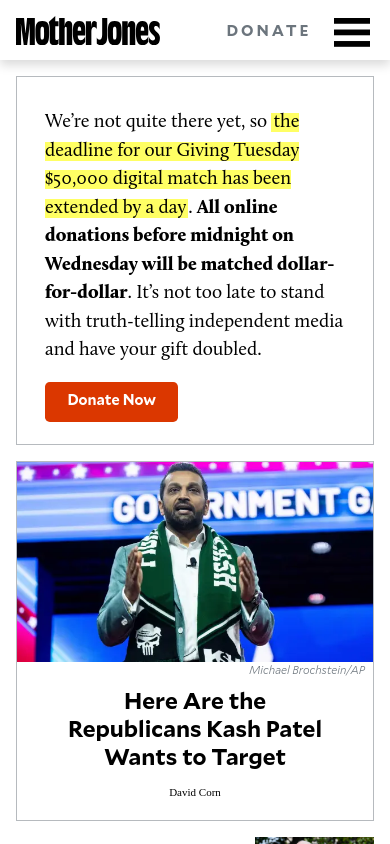 Mother Jones
DONATE
We’re not quite there yet, so the
deadline for our Giving Tuesday
$50,000 digital match has been
extended by a day. All online
donations before midnight on
Wednesday will be matched dollar-
for-dollar. It’s not too late to stand
with truth-telling independent media
and have your gift doubled.
Donate Now
GOVERNMENT GA
Michael Brochstein/AP
Here Are the
Republicans Kash Patel
Wants to Target
David Corn